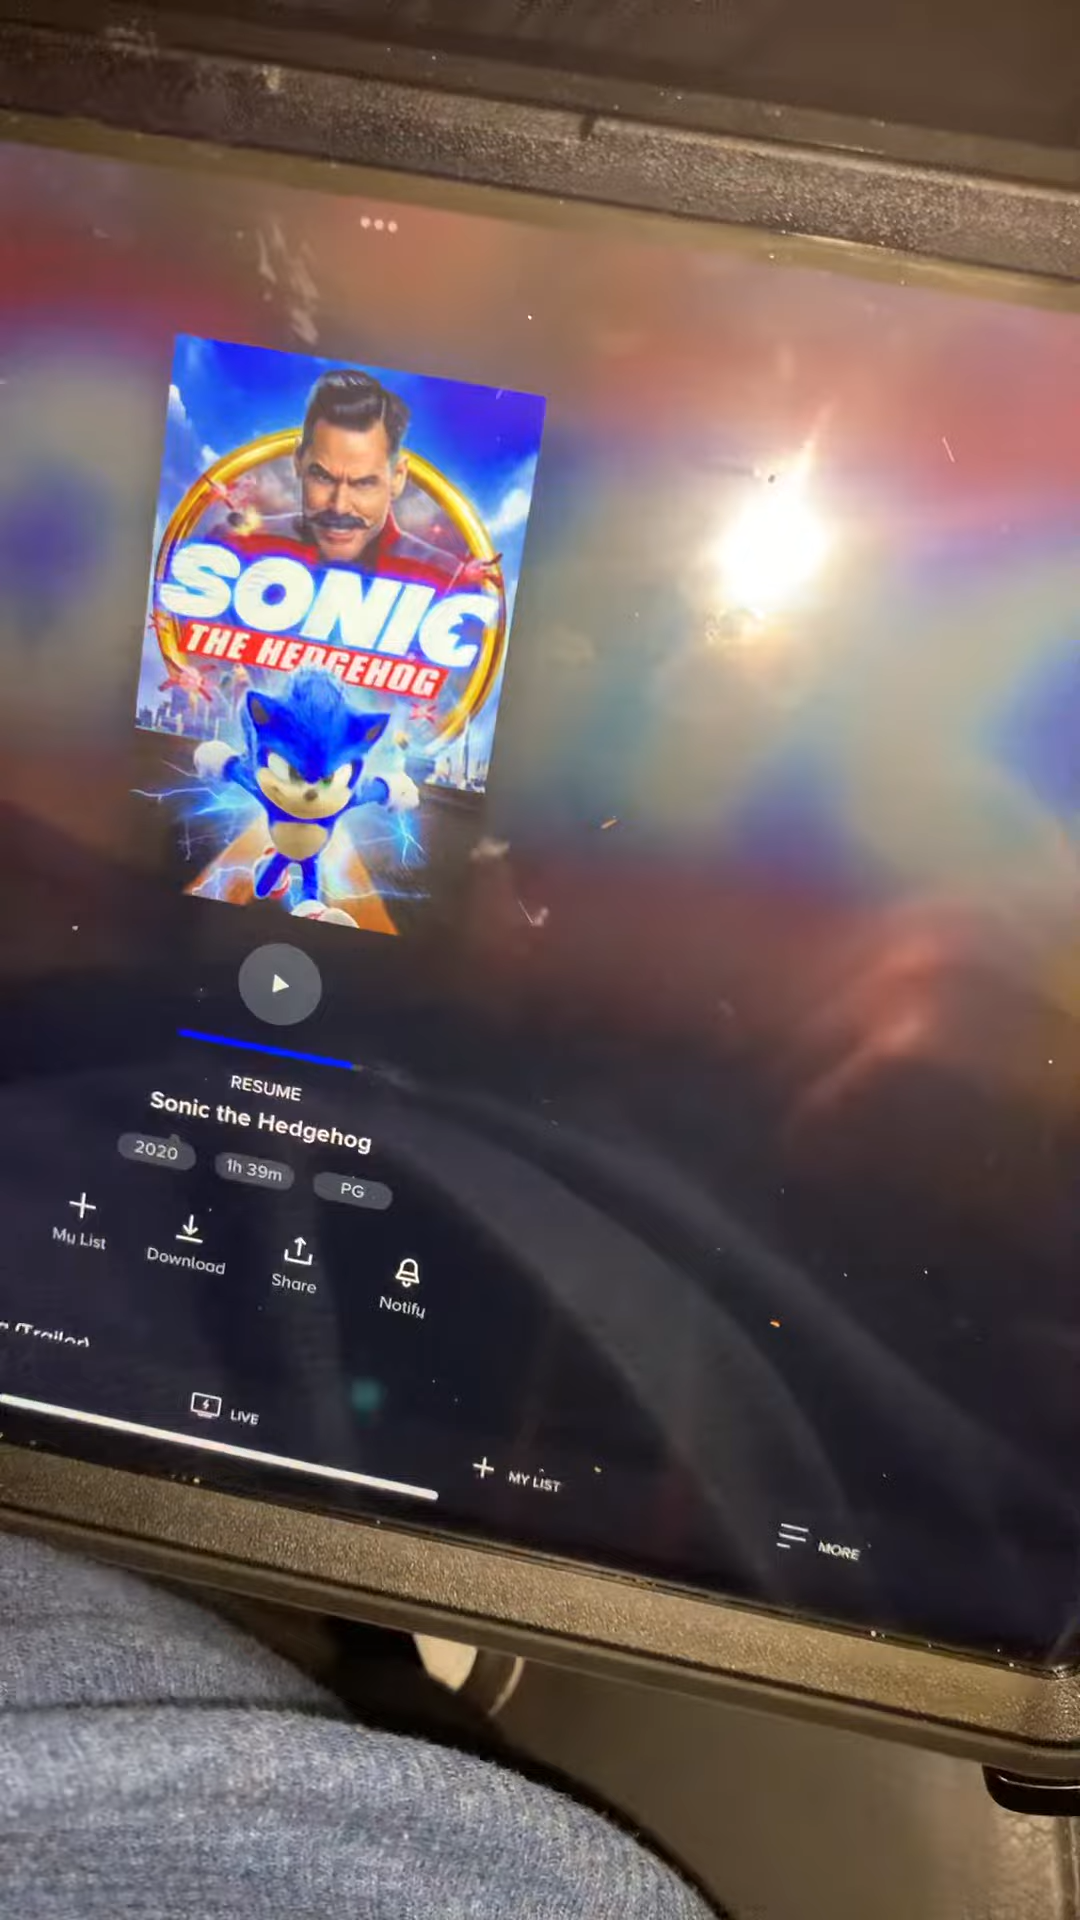 SONIC
THE HEDGEHOG
RESUME
Sonic the Hedgehog
2020 1h 39m PG
My List Download Share Notify
(Trailer)
LIVE MY LIST MORE